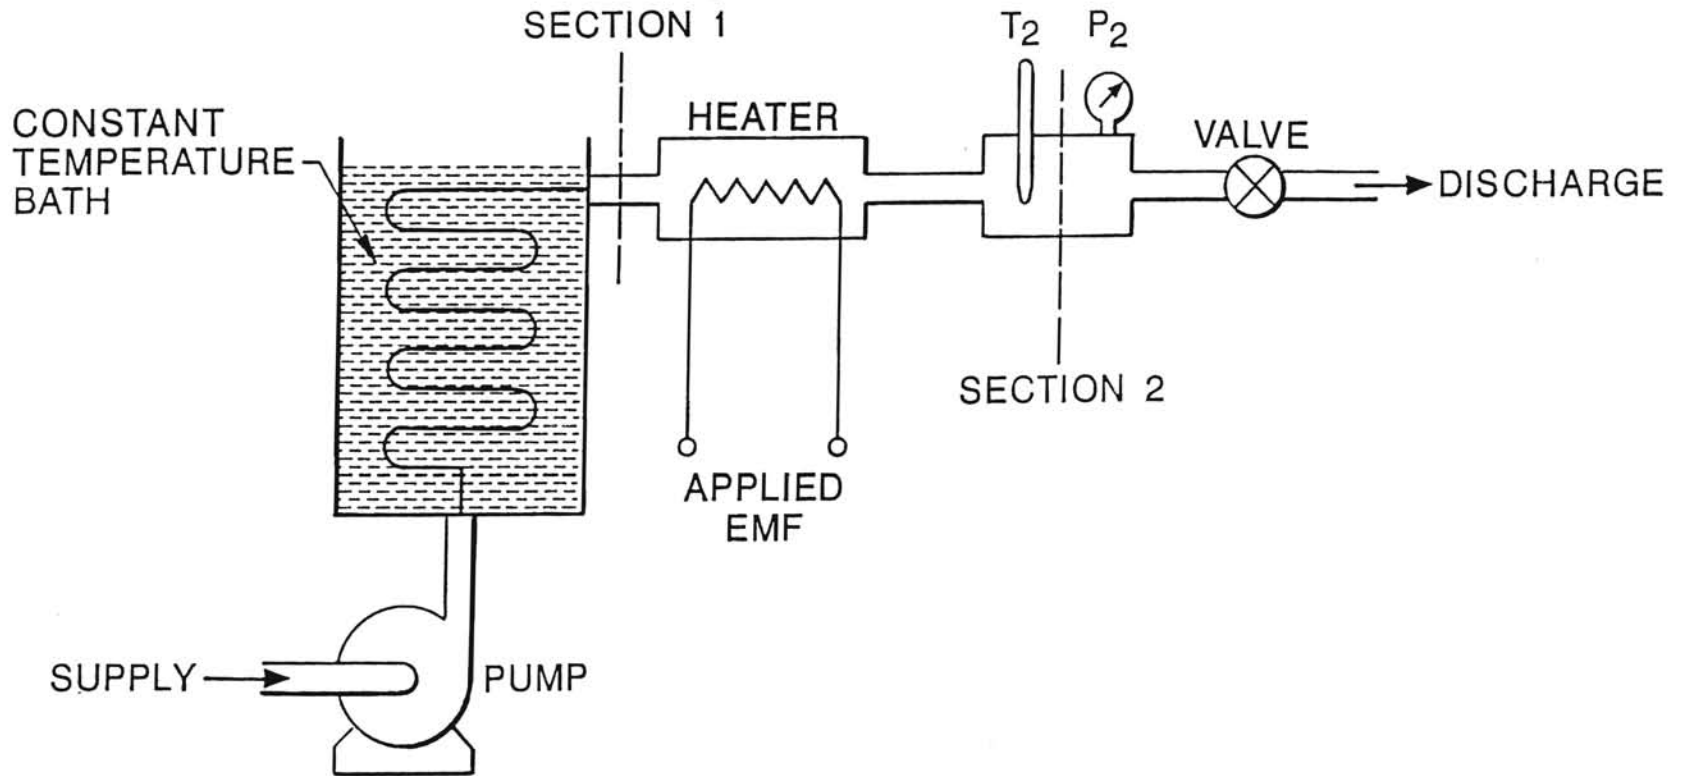 SECTION 1
T2
P2
CONSTANT
TEMPERATURE
BATH
HEATER
VALVE
DISCHARGE
SECTION 2
APPLIED
EMF
SUPPLY
PUMP